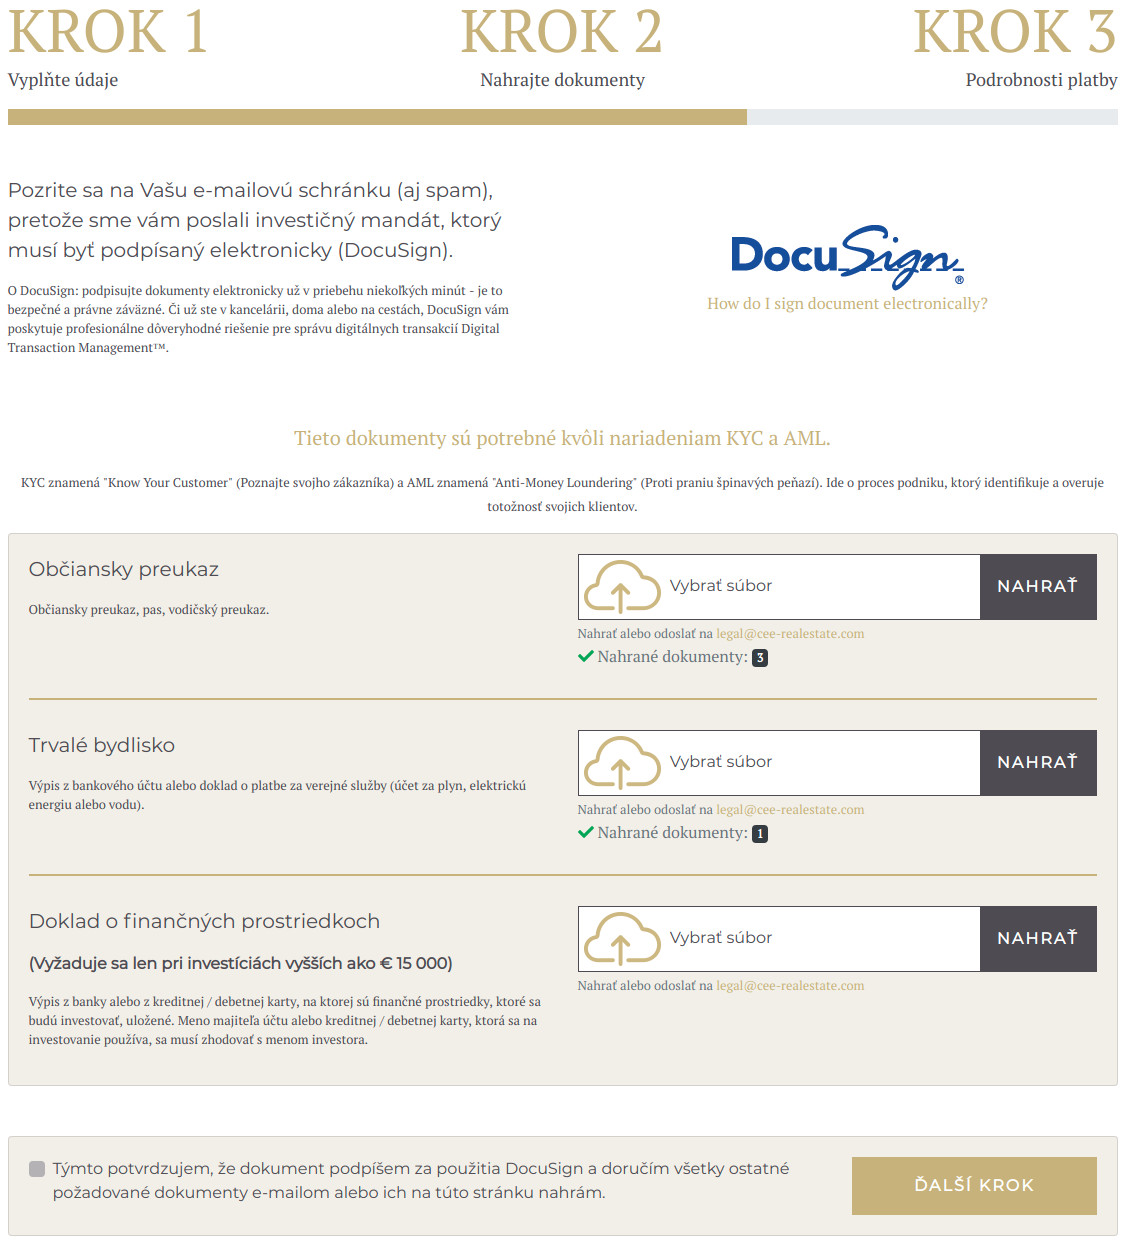 KROK 1
KROK 2
KROK 3
Vyplňte údaje
Nahrajte dokumenty
Podrobnosti platby
Pozrite sa na Vašu e-mailovú schránku (aj spam),
pretože sme vám poslali investičný mandát, ktorý
musí byť podpísaný elektronicky (DocuSign).
O DocuSign: podpisujte dokumenty elektronicky už v priebehu niekoľkých minút - je to
bezpečné a právne záväzné. Či už ste v kancelárii, doma alebo na cestách, DocuSign vám
poskytuje profesionálne dôveryhodné riešenie pre správu digitálnych transakcií Digital
Transaction Management™.
DocuSign®
How do I sign document electronically?
Tieto dokumenty sú potrebné kvôli nariadeniam KYC a AML.
KYC znamená "Know Your Customer" (Poznajte svojho zákazníka) a AML znamená "Anti-Money Loundering" (Proti praniu špinavých peňazí). Ide o proces podniku, ktorý identifikuje a overuje
totožnosť svojich klientov.
Občiansky preukaz
Občiansky preukaz, pas, vodičský preukaz.
Vybrať súbor
NAHRAŤ
Nahrať alebo odoslať na legal@cee-realestate.com
Nahrané dokumenty: 3
Trvalé bydlisko
Výpis z bankového účtu alebo doklad o platbe za verejné služby (účet za plyn, elektrickú
energiu alebo vodu).
Vybrať súbor
NAHRAŤ
Nahrať alebo odoslať na legal@cee-realestate.com
Nahrané dokumenty: 1
Doklad o finančných prostriedkoch
(Vyžaduje sa len pri investíciách vyšších ako € 15 000)
Výpis z banky alebo z kreditnej / debetnej karty, na ktorej sú finančné prostriedky, ktoré sa
budú investovať, uložené. Meno majiteľa účtu alebo kreditnej / debetnej karty, ktorá sa na
investovanie používa, sa musí zhodovať s menom investora.
Vybrať súbor
NAHRAŤ
Nahrať alebo odoslať na legal@cee-realestate.com
Týmto potvrdzujem, že dokument podpíšem za použitia DocuSign a doručím všetky ostatné
požadované dokumenty e-mailom alebo ich na túto stránku nahrám.
ĎALŠÍ KROK